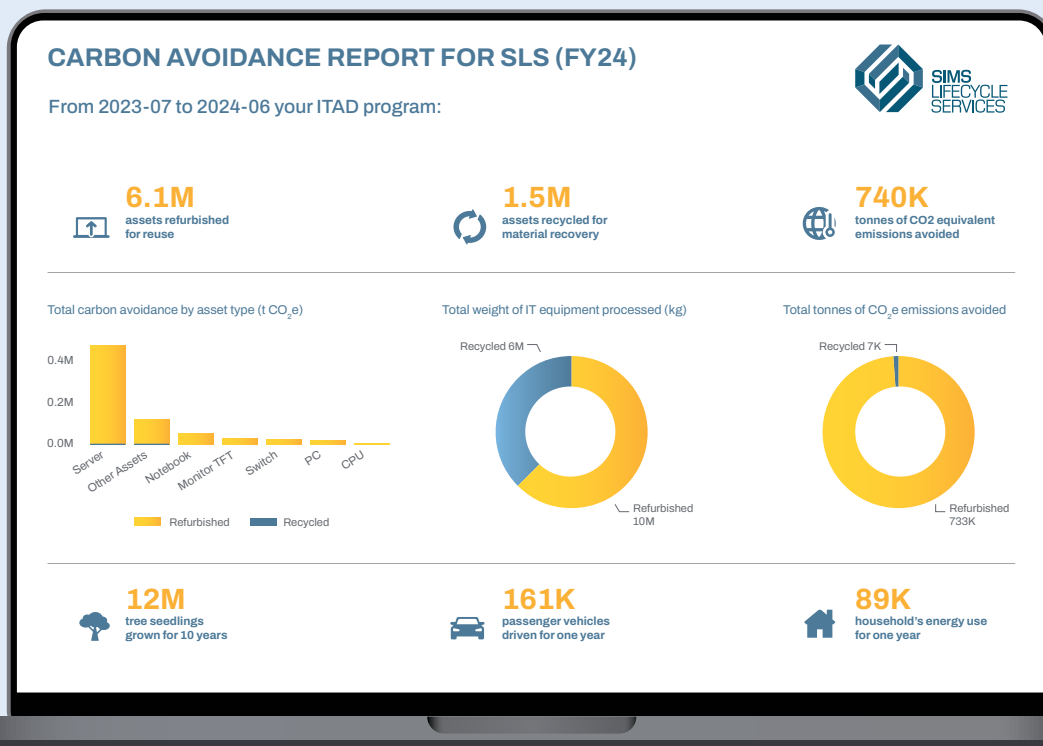 CARBON AVOIDANCE REPORT FOR SLS (FY24)
SIMS
LIFECYCLE
SERVICES
From 2023-07 to 2024-06 your ITAD program:
6.1M
assets refurbished
for reuse
1.5M
assets recycled for
material recovery
740K
tonnes of CO2 equivalent
emissions avoided
Total carbon avoidance by asset type (t CO2e)
0.4M
0.2M
0.0M
Server
Other Assets
Notebook
Monitor TFT
Switch
PC
CPU
Refurbished
Recycled
Total weight of IT equipment processed (kg)
Recycled 6M
Refurbished
10M
Total tonnes of CO2e emissions avoided
Recycled 7K
Refurbished
733K
12M
tree seedlings
grown for 10 years
161K
passenger vehicles
driven for one year
89K
household's energy use
for one year